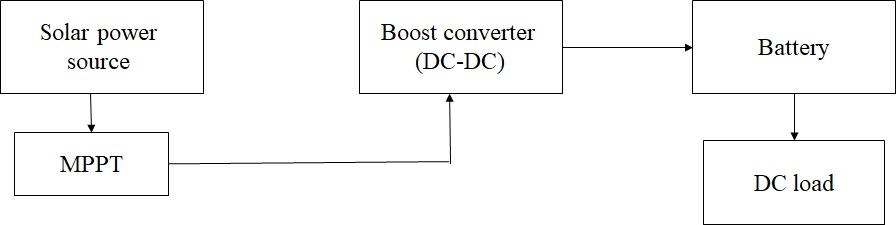 Solar power
source
Boost converter
(DC-DC)
Battery
MPPT
DC load